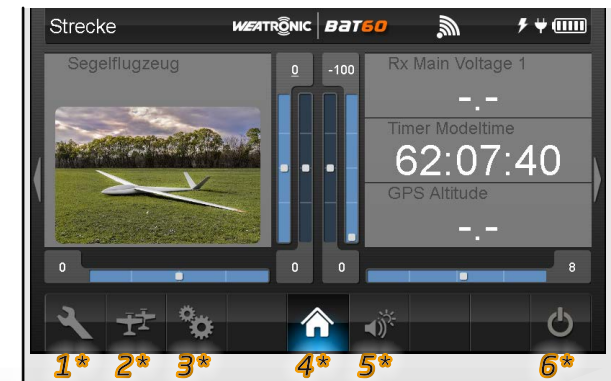 Strecke WEATRONIC BAT60
Segelflugzeug
0
-100
Rx Main Voltage 1
-.-
Timer Modeltime
62:07:40
GPS Altitude
-.-
0
0
0
8
1* 2* 3* 4* 5* 6*